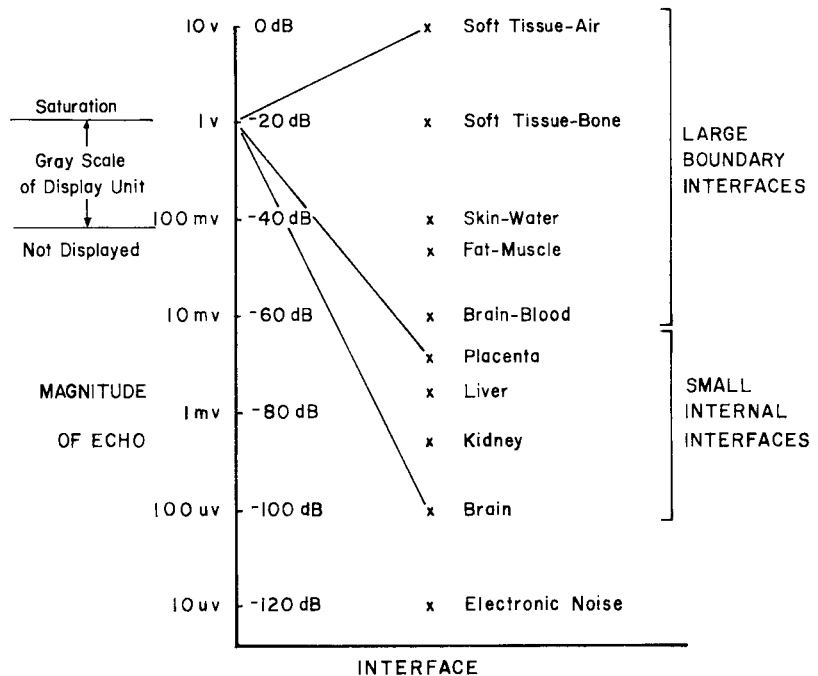 10 v
0 dB
x Soft Tissue-Air
Saturation
1 v
-20 dB
x Soft Tissue-Bone
Gray Scale
of Display Unit
LARGE
BOUNDARY
INTERFACES
100 mv
-40 dB
x Skin-Water
Not Displayed
x Fat-Muscle
10 mv
-60 dB
x Brain-Blood
x Placenta
MAGNITUDE
OF ECHO
x Liver
SMALL
INTERNAL
INTERFACES
1 mv
-80 dB
x Kidney
100 uv
-100 dB
x Brain
10 uv
-120 dB
x Electronic Noise
INTERFACE